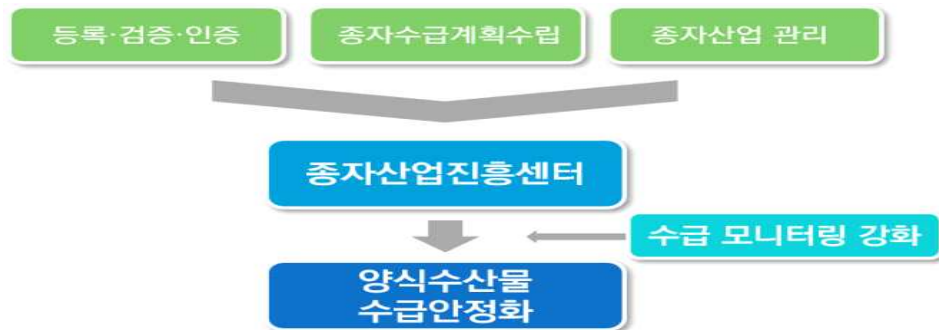 등록·검증·인증
종자수급계획수립
종자산업 관리
종자산업진흥센터
수급 모니터링 강화
양식수산물
수급안정화